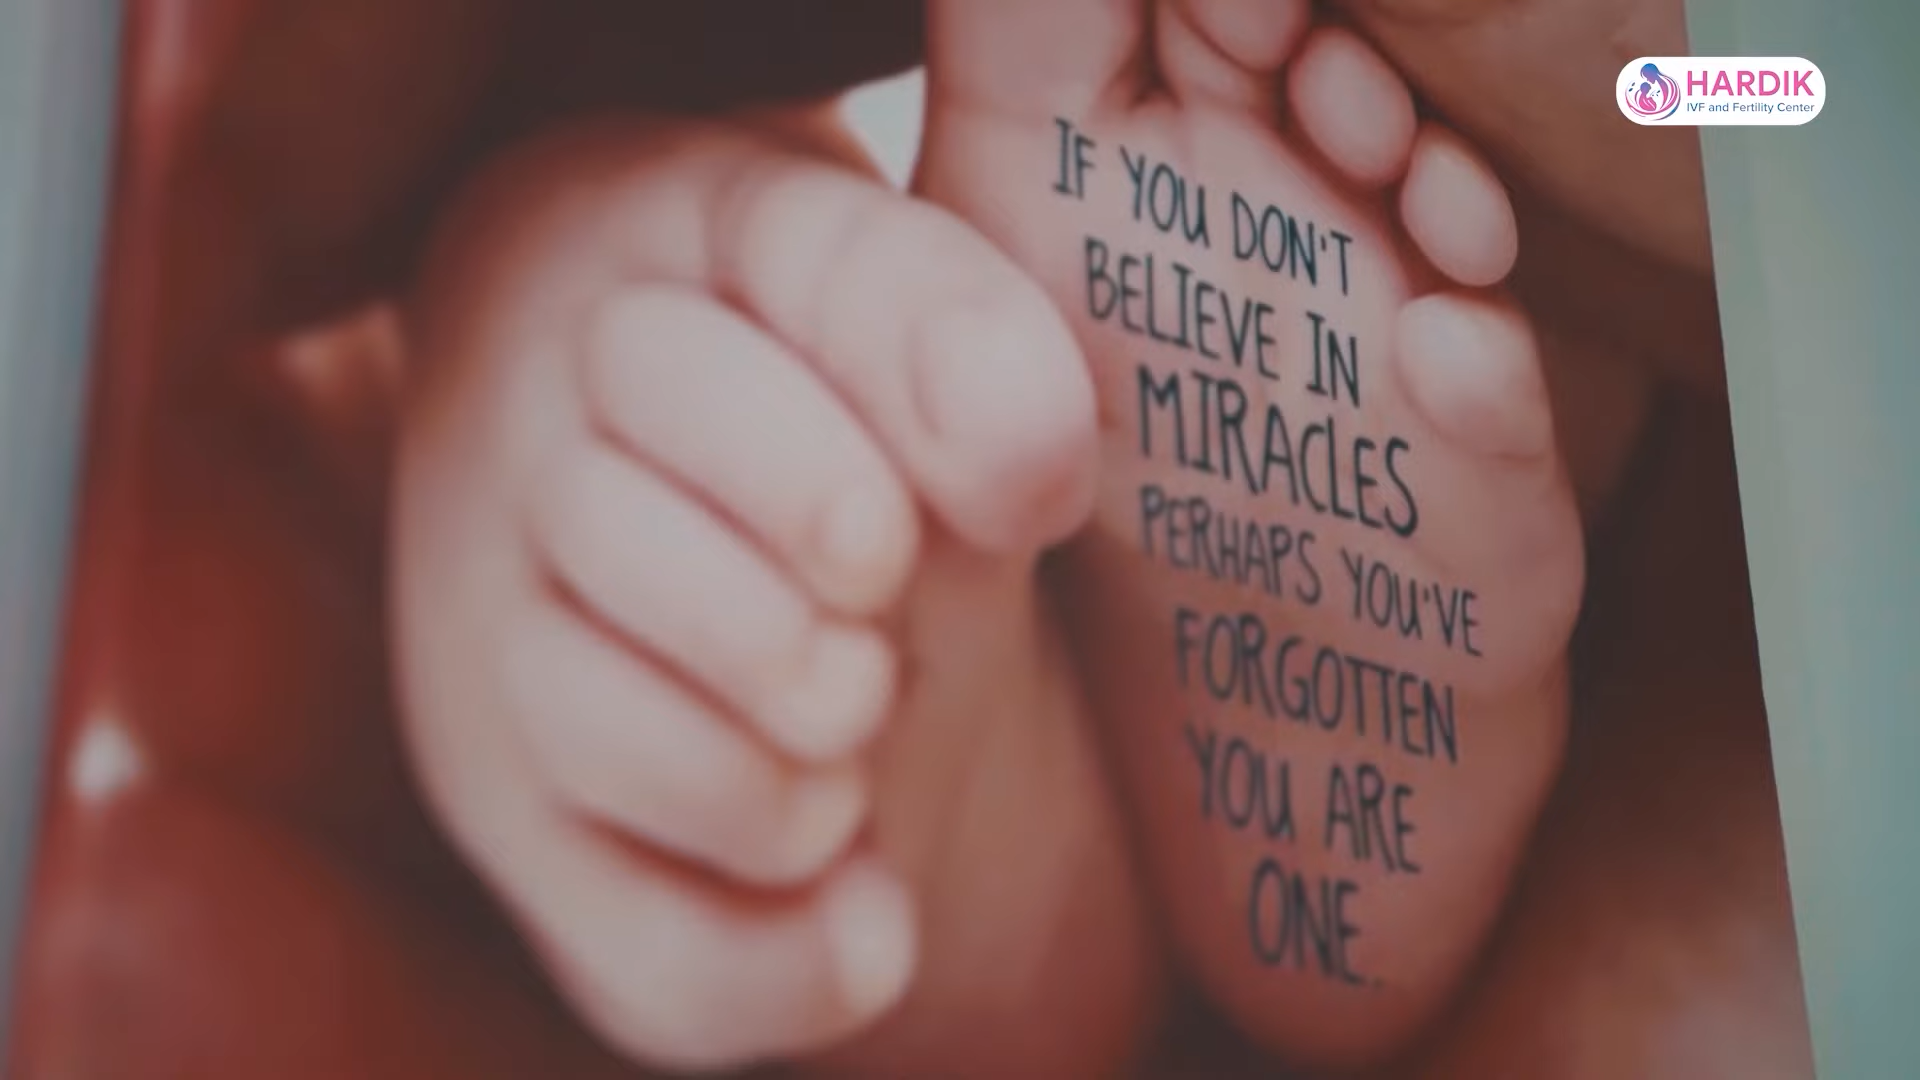 HARDIK
IVF and Fertility Center
IF YOU DON'T
BELIEVE IN
MIRACLES
PERHAPS YOU'VE
FORGOTTEN
YOU ARE
ONE.